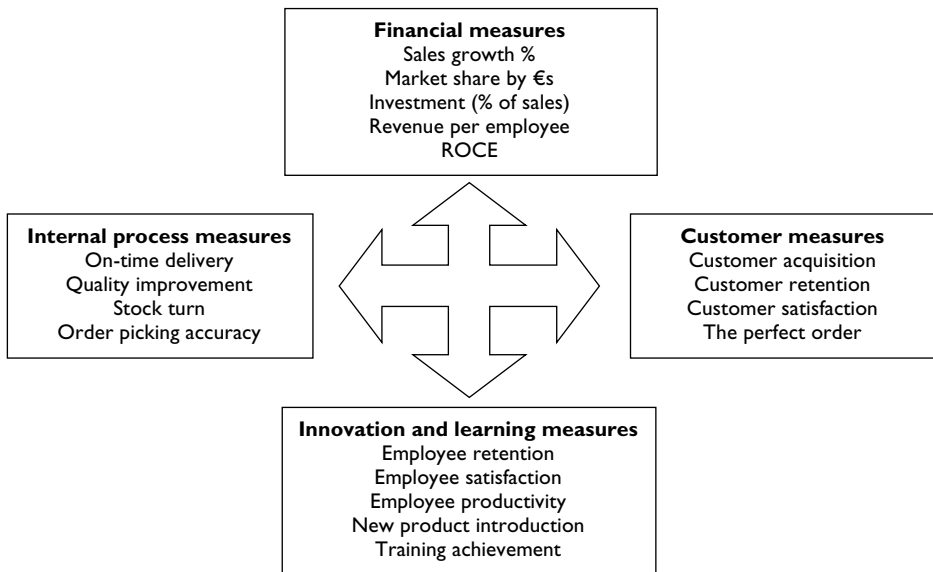 Financial measures
Sales growth %
Market share by €s
Investment (% of sales)
Revenue per employee
ROCE
Internal process measures
On-time delivery
Quality improvement
Stock turn
Order picking accuracy
Customer measures
Customer acquisition
Customer retention
Customer satisfaction
The perfect order
Innovation and learning measures
Employee retention
Employee satisfaction
Employee productivity
New product introduction
Training achievement